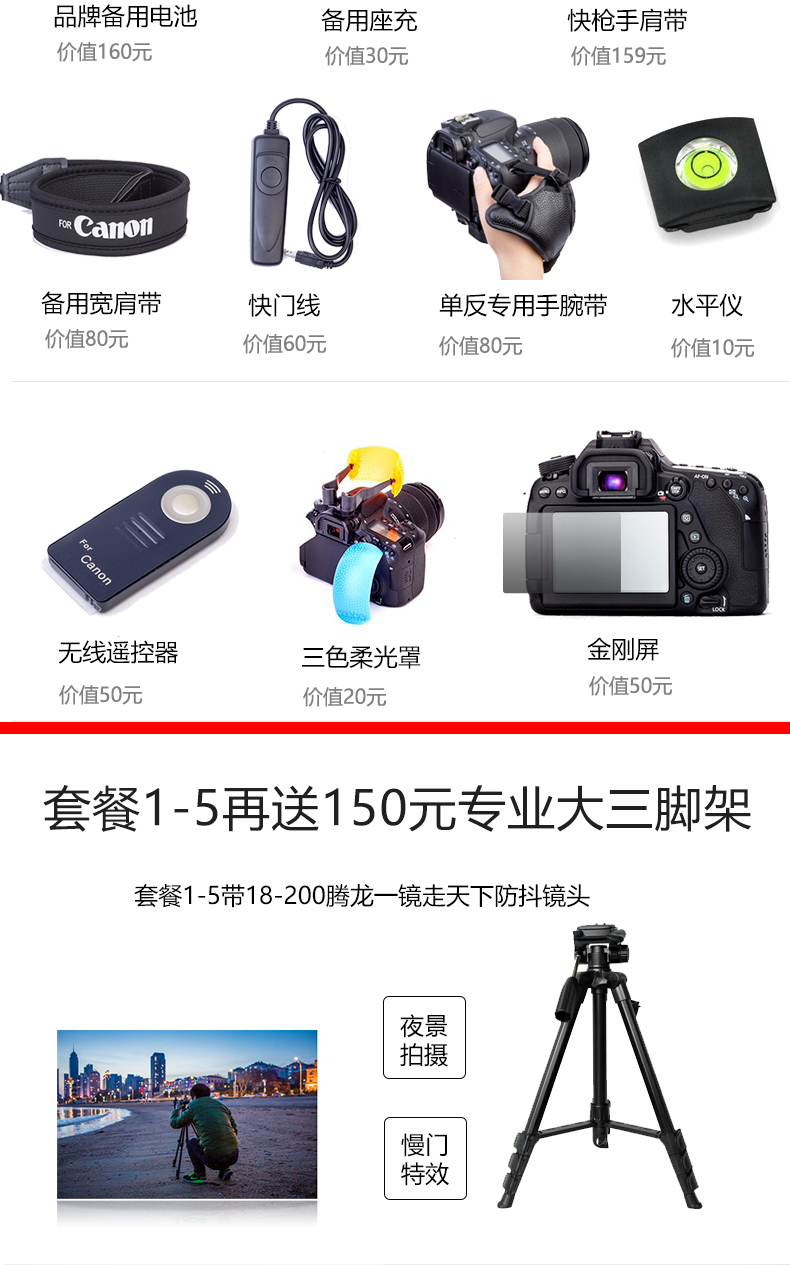 品牌备用电池
备用座充
快枪手肩带
价值160元
价值30元
价值159元
FOR Canon
备用宽肩带
快门线
单反专用手腕带
水平仪
价值80元
价值60元
价值80元
价值10元
For
Canon
AF-ON
SET
LOCK
无线遥控器
三色柔光罩
金刚屏
价值50元
价值20元
价值50元
套餐1-5再送150元专业大三脚架
套餐1-5带18-200腾龙一镜走天下防抖镜头
夜景
拍摄
慢门
特效